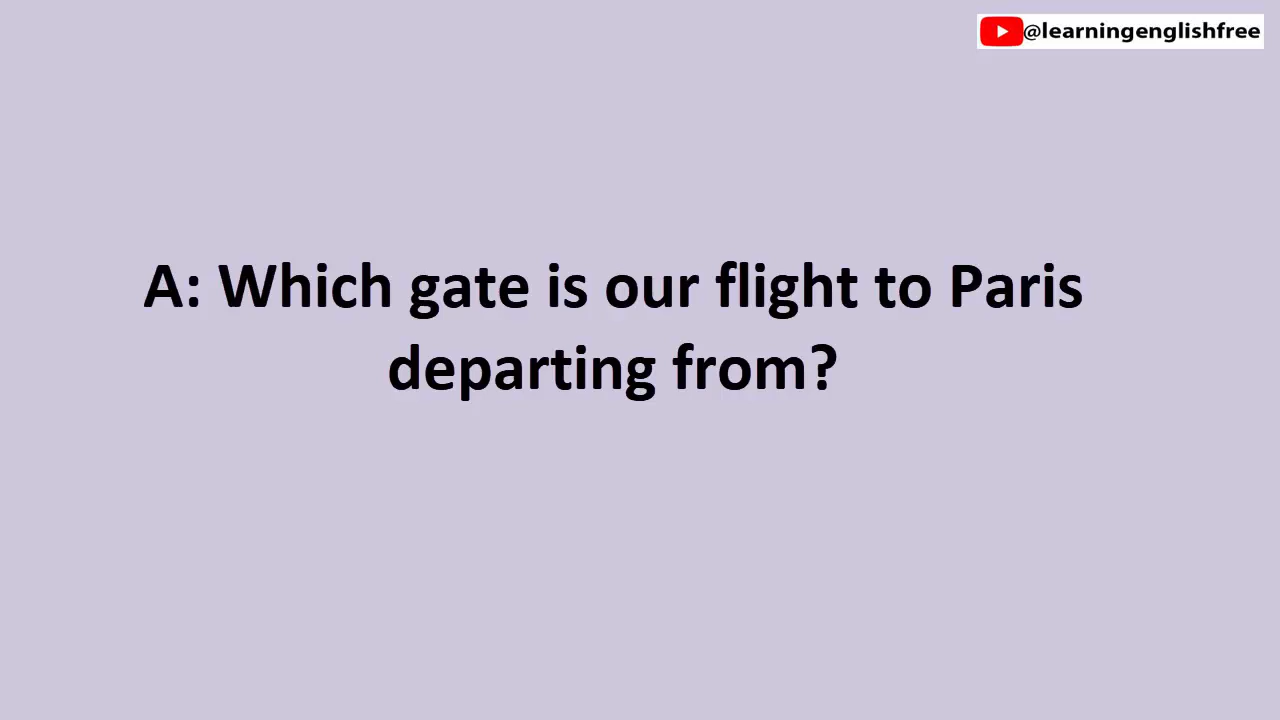 @learningenglishfree
A: Which gate is our flight to Paris
departing from?